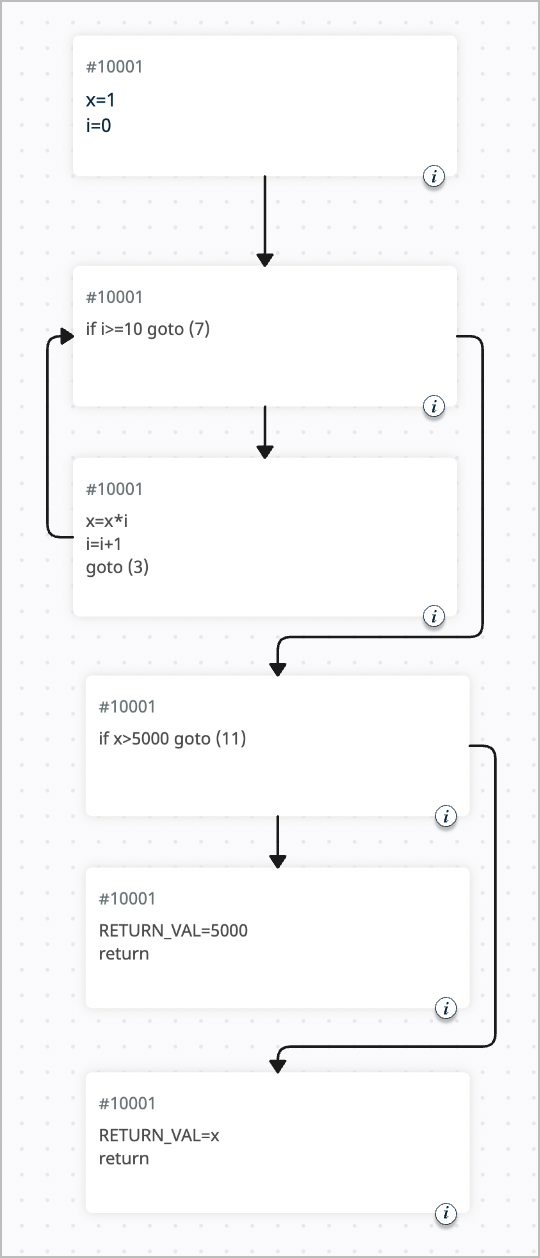 #10001
x=1
i=0
i
#10001
if i>=10 goto (7)
i
#10001
x=x*i
i=i+1
goto (3)
i
#10001
if x>5000 goto (11)
i
#10001
RETURN_VAL=5000
return
i
#10001
RETURN_VAL=x
return
i